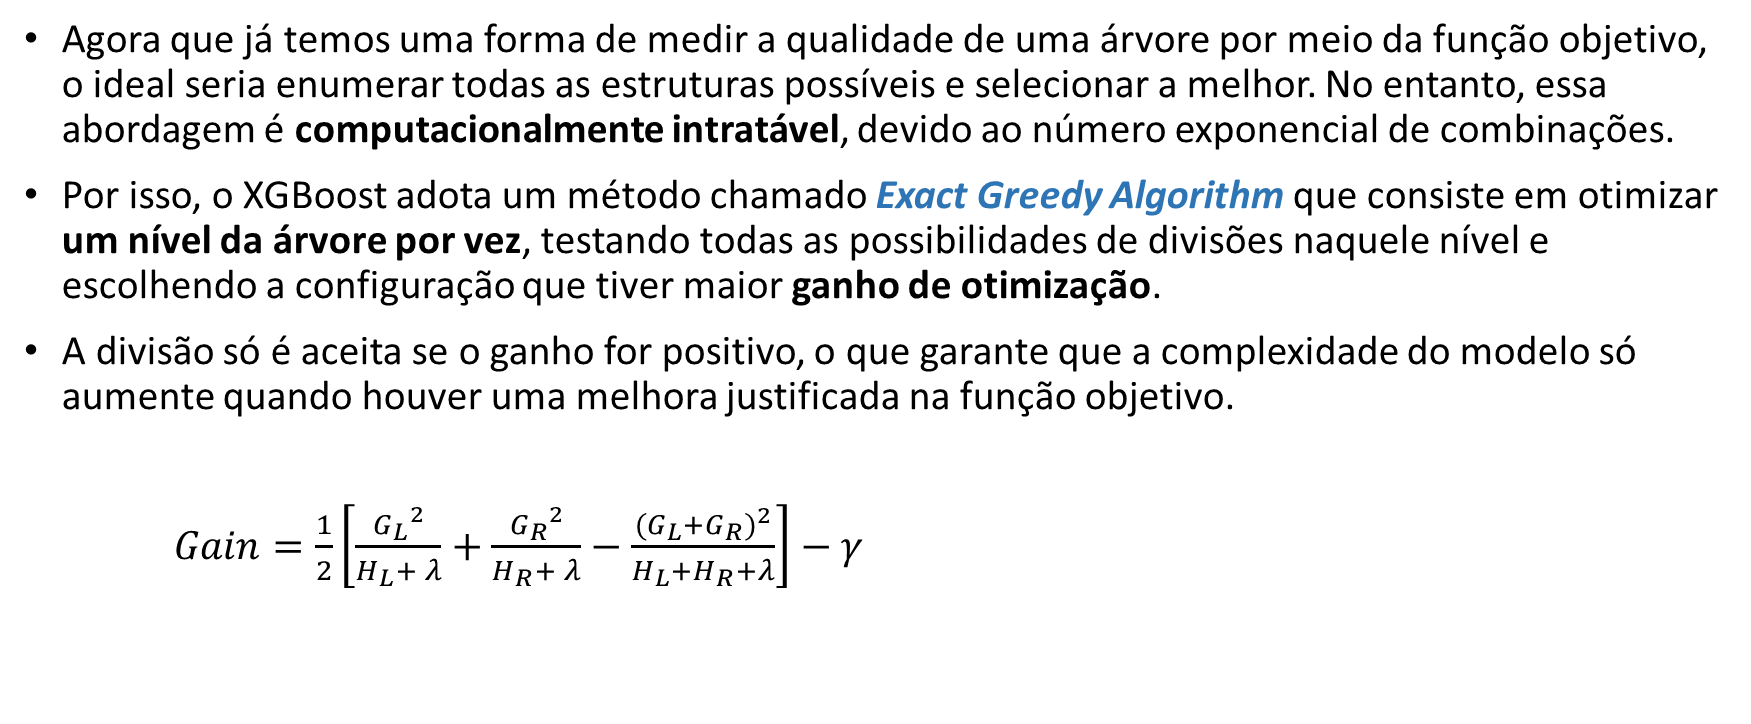 • Agora que já temos uma forma de medir a qualidade de uma árvore por meio da função objetivo,
o ideal seria enumerar todas as estruturas possíveis e selecionar a melhor. No entanto, essa
abordagem é computacionalmente intratável, devido ao número exponencial de combinações.
• Por isso, o XGBoost adota um método chamado Exact Greedy Algorithm que consiste em otimizar
um nível da árvore por vez, testando todas as possibilidades de divisões naquele nível e
escolhendo a configuração que tiver maior ganho de otimização.
• A divisão só é aceita se o ganho for positivo, o que garante que a complexidade do modelo só
aumente quando houver uma melhora justificada na função objetivo.
Gain = 1/2 [G_L²/(H_L + λ) + G_R²/(H_R + λ) − (G_L+G_R)²/(H_L+H_R+λ)] − γ